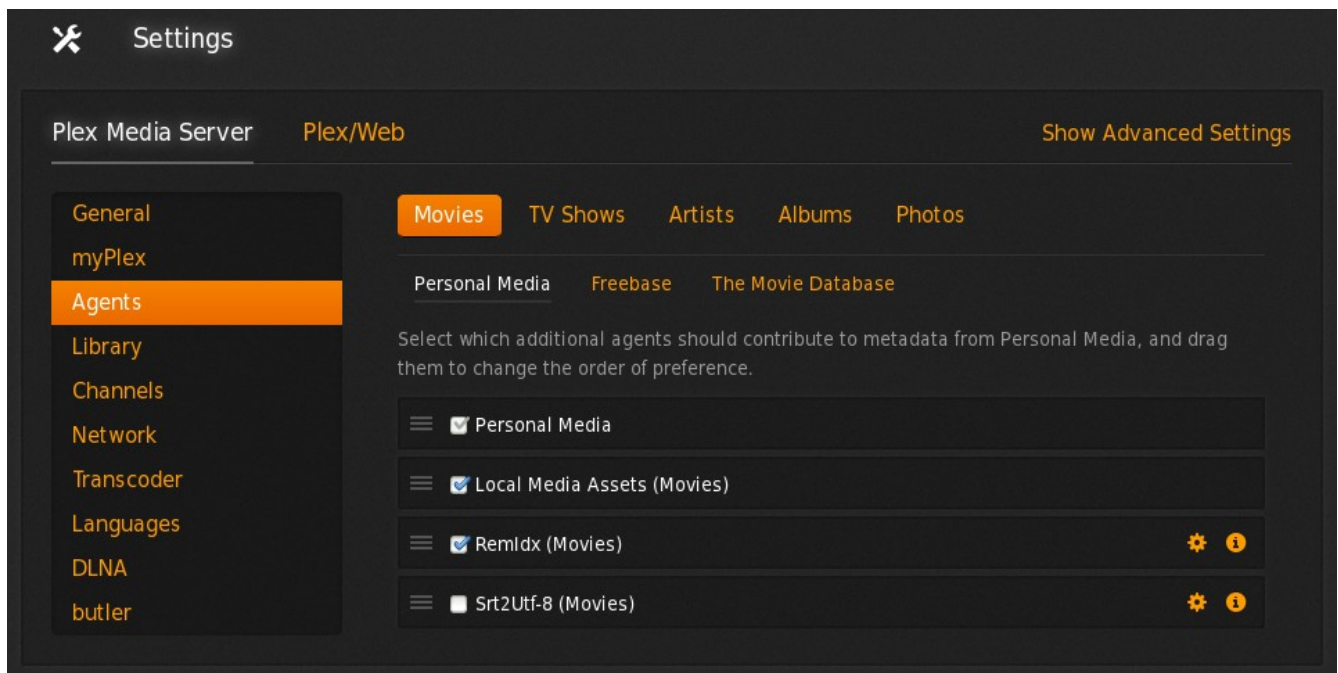 Settings
Plex Media Server Plex/Web Show Advanced Settings
General
myPlex
Agents
Library
Channels
Network
Transcoder
Languages
DLNA
butler
Movies TV Shows Artists Albums Photos
Personal Media Freebase The Movie Database
Select which additional agents should contribute to metadata from Personal Media, and drag
them to change the order of preference.
Personal Media
Local Media Assets (Movies)
RemIdx (Movies)
Srt2Utf-8 (Movies)